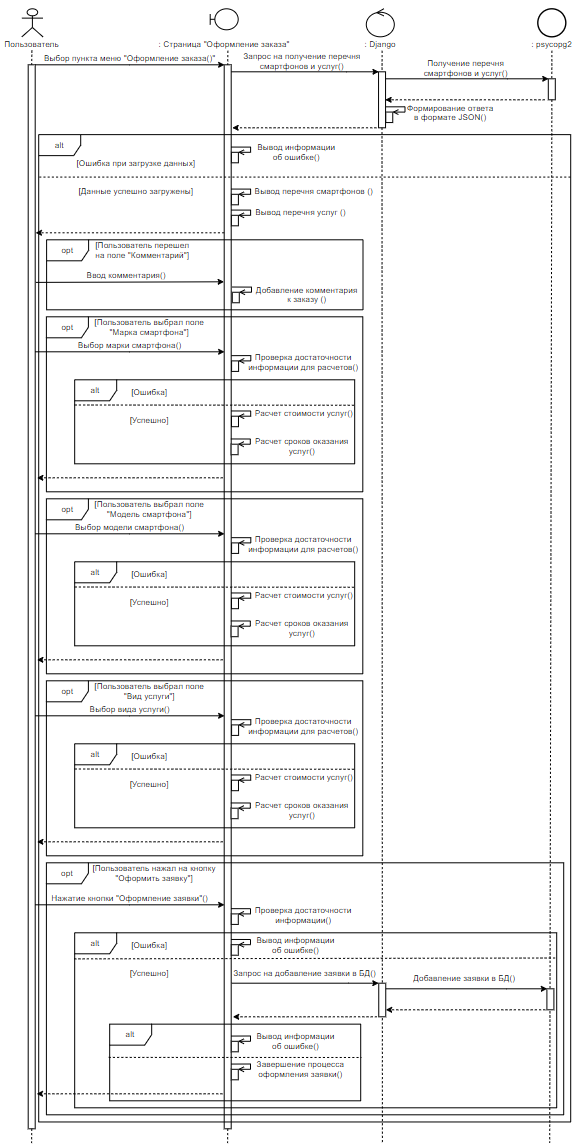 Пользователь
: Страница "Оформление заказа"
: Django
: psycopg2
Выбор пункта меню "Оформление заказа()"
Запрос на получение перечня
смартфонов и услуг()
Получение перечня
смартфонов и услуг()
Формирование ответа
в формате JSON()
alt
[Ошибка при загрузке данных]
Вывод информации
об ошибке()
[Данные успешно загружены]
Вывод перечня смартфонов ()
Вывод перечня услуг ()
opt
[Пользователь перешел
на поле "Комментарий"]
Ввод комментария()
Добавление комментария
к заказу ()
opt
[Пользователь выбрал поле
"Марка смартфона"]
Выбор марки смартфона()
Проверка достаточности
информации для расчетов()
alt
[Ошибка]
[Успешно]
Расчет стоимости услуг()
Расчет сроков оказания
услуг()
opt
[Пользователь выбрал поле
"Модель смартфона"]
Выбор модели смартфона()
Проверка достаточности
информации для расчетов()
alt
[Ошибка]
[Успешно]
Расчет стоимости услуг()
Расчет сроков оказания
услуг()
opt
[Пользователь выбрал поле
"Вид услуги"]
Выбор вида услуги()
Проверка достаточности
информации для расчетов()
alt
[Ошибка]
[Успешно]
Расчет стоимости услуг()
Расчет сроков оказания
услуг()
opt
[Пользователь нажал на кнопку
"Оформить заявку"]
Нажатие кнопки "Оформление заявки"()
Проверка достаточности
информации()
alt
[Ошибка]
Вывод информации
об ошибке()
[Успешно]
Запрос на добавление заявки в БД()
Добавление заявки в БД()
alt
Вывод информации
об ошибке()
Завершение процесса
оформления заявки()